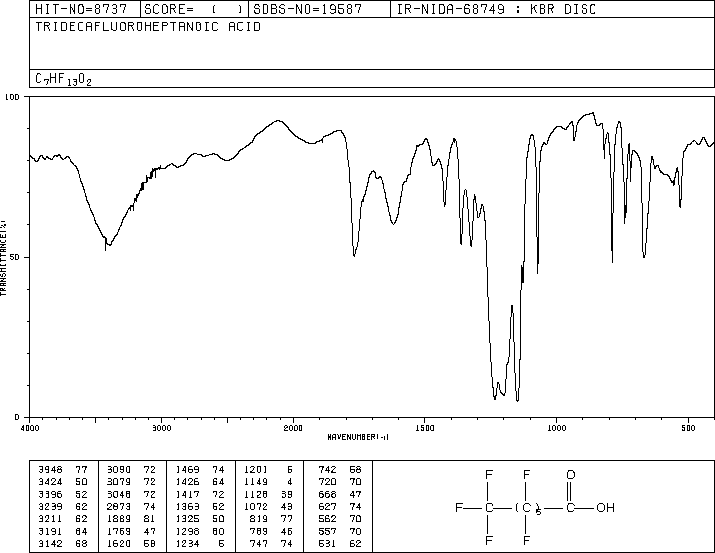 HIT-NO=8737 SCORE= ( ) SDBS-NO=19587 IR-NIDA-68749 : KBR DISC
TRIDECAFLUOROHEPTANOIC ACID
C7HF13O2
100
50
0
TRANSMITTANCE(%)
4000 3000 2000 1500 1000 500
WAVENUMBER(-1)
3948 77 3090 72 1469 74 1201 6 742 58
3424 50 3079 72 1426 64 1149 4 720 70
3396 52 3048 72 1417 72 1128 39 668 47
3239 62 2873 74 1363 52 1072 43 627 74
3211 62 1889 81 1325 50 819 77 562 70
3191 64 1769 47 1298 60 789 46 557 70
3142 68 1620 58 1234 5 747 74 531 62
F F O
F C (C)5 C OH
F F